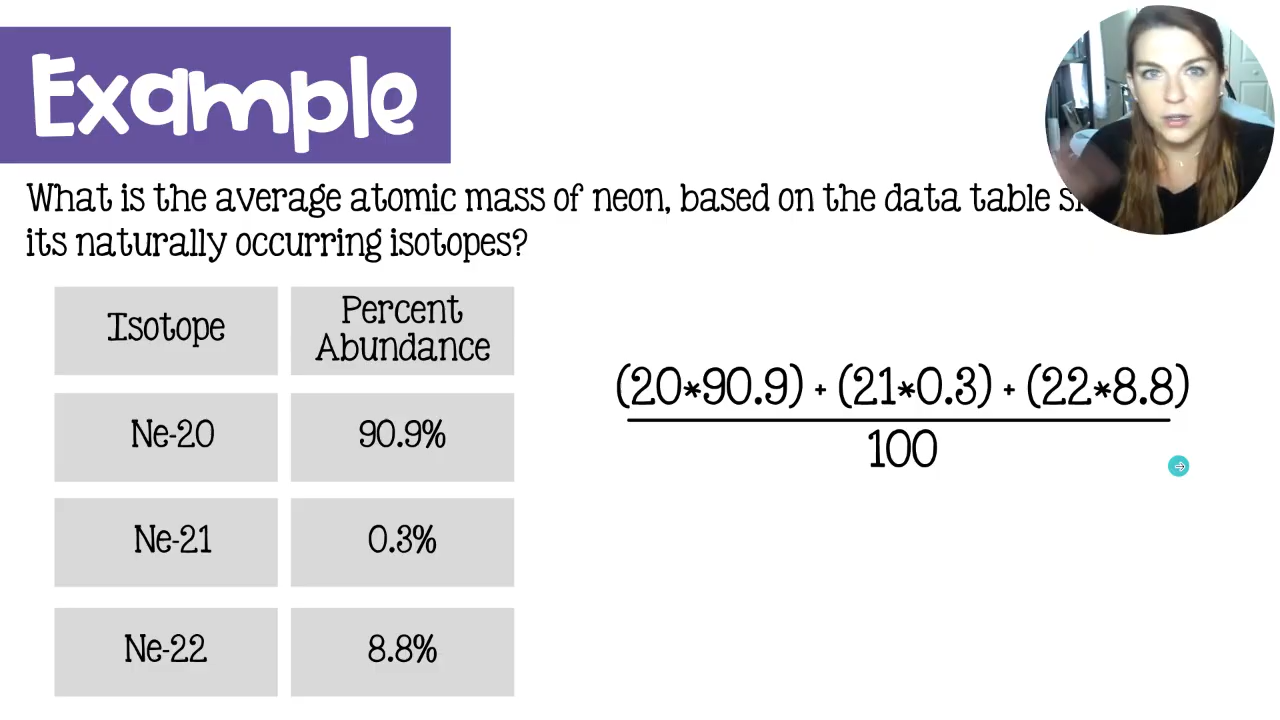 Example
What is the average atomic mass of neon, based on the data table
its naturally occurring isotopes?
Isotope
Percent
Abundance
Ne-20
90.9%
Ne-21
0.3%
Ne-22
8.8%
(20*90.9) + (21*0.3) + (22*8.8)
100